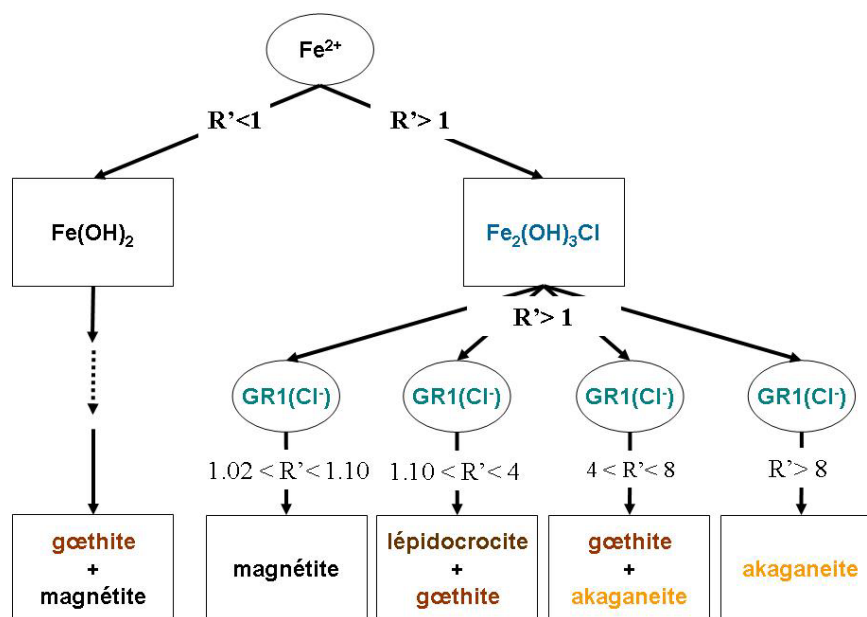 Fe²⁺
R’<1
R’> 1
Fe(OH)₂
Fe₂(OH)₃Cl
R’> 1
GR1(Cl⁻)
GR1(Cl⁻)
GR1(Cl⁻)
GR1(Cl⁻)
1.02 < R’< 1.10
1.10 < R’< 4
4 < R’< 8
R’> 8
gœthite
+
magnétite
magnétite
lépidocrocite
+
gœthite
gœthite
+
akaganeite
akaganeite